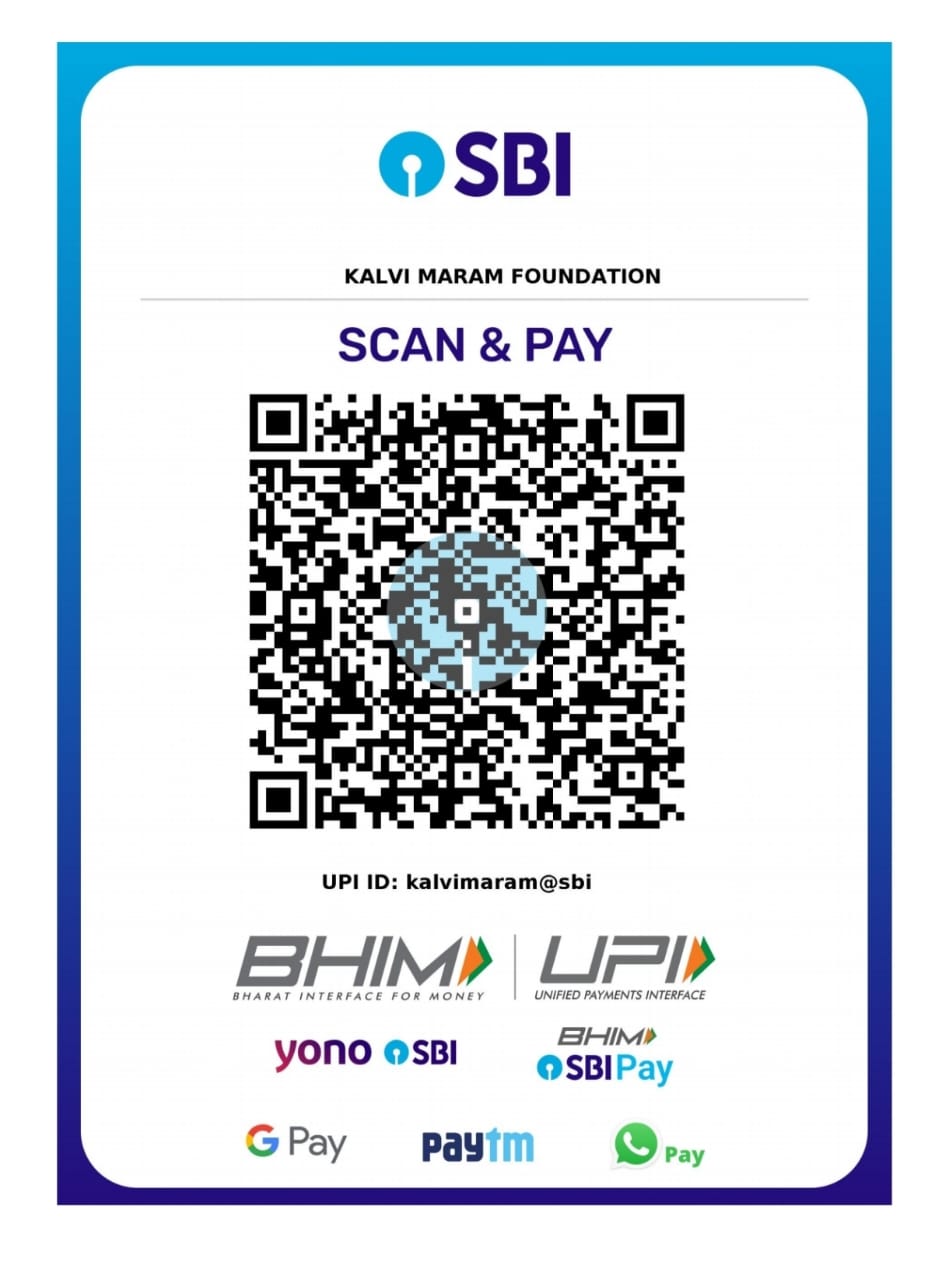 SBI
KALVI MARAM FOUNDATION
SCAN & PAY
UPI ID: kalvimaram@sbi
BHIM UPI
BHARAT INTERFACE FOR MONEY UNIFIED PAYMENTS INTERFACE
yono SBI BHIM SBI Pay
G Pay paytm Pay